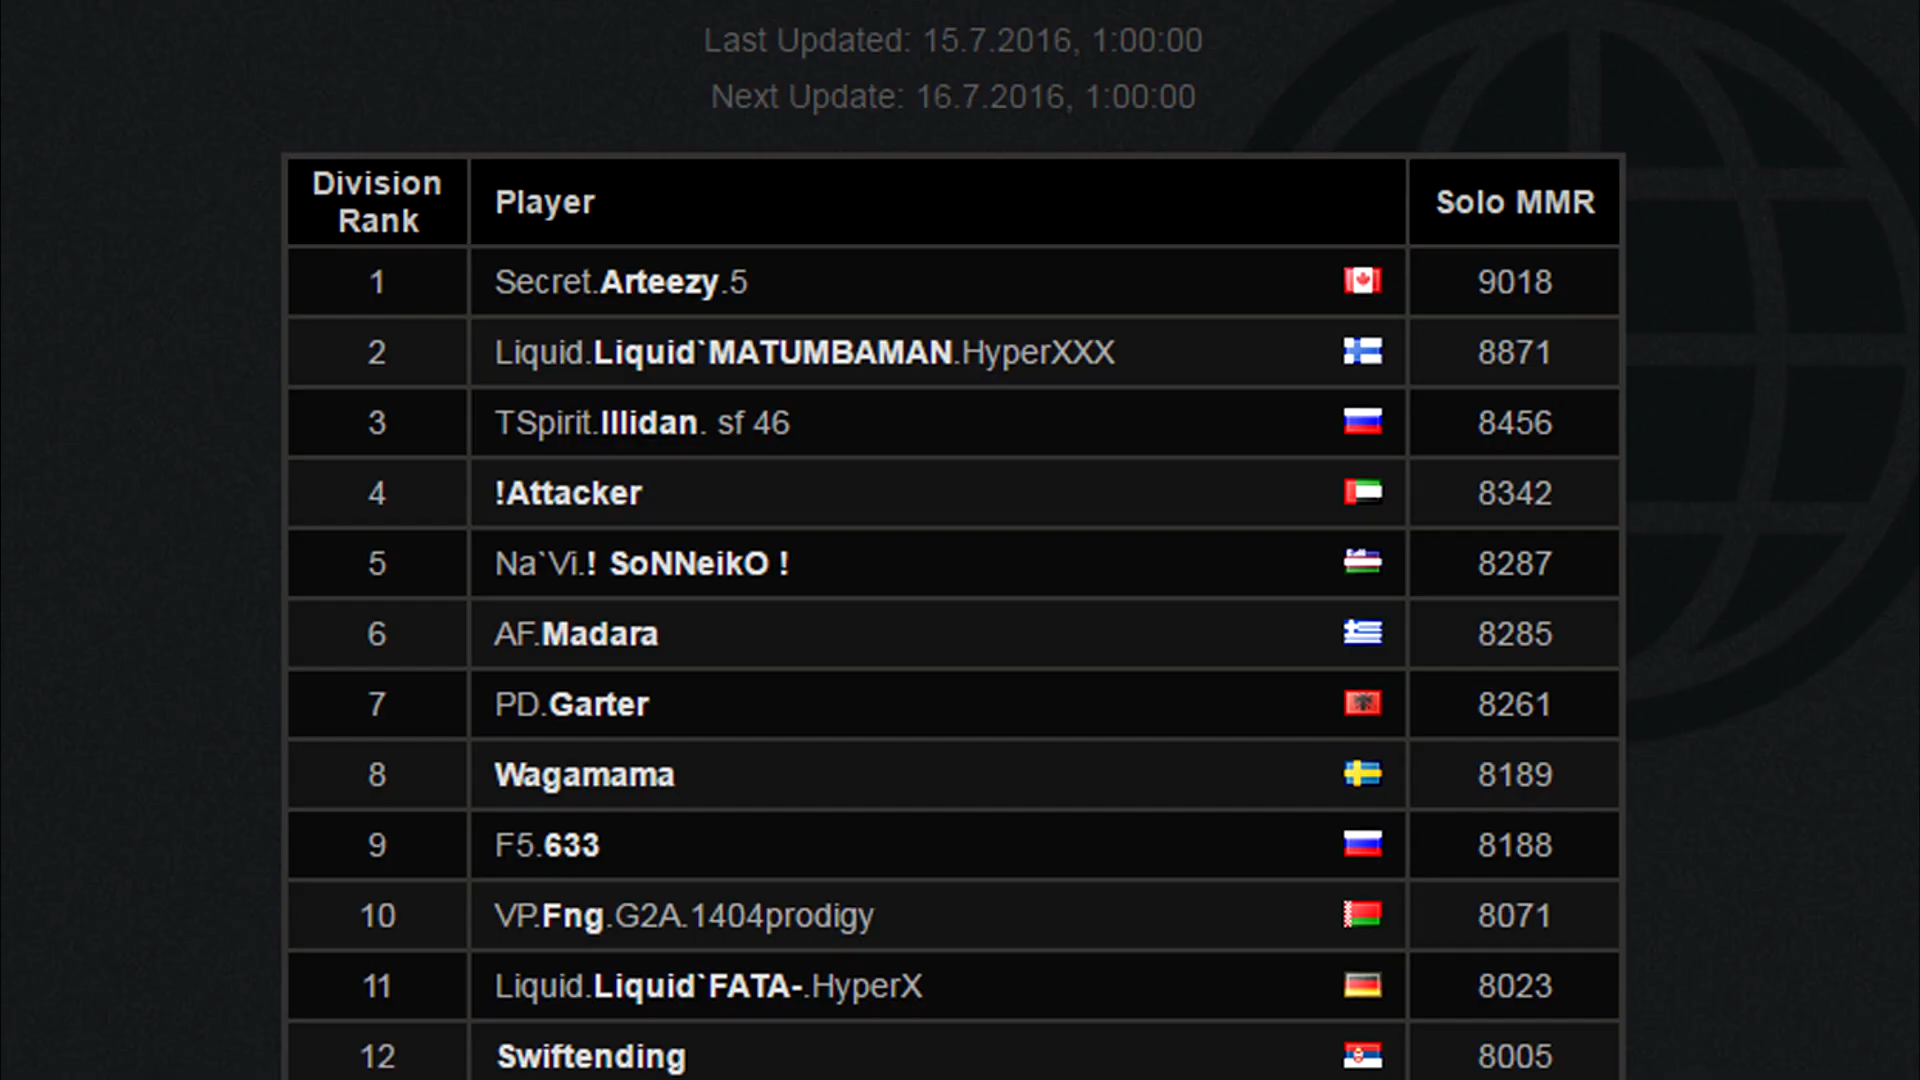 Last Updated: 15.7.2016, 1:00:00
Next Update: 16.7.2016, 1:00:00
Division Rank Player Solo MMR
1 Secret.Arteezy.5 9018
2 Liquid.Liquid`MATUMBAMAN.HyperXXX 8871
3 TSpirit.Illidan. sf 46 8456
4 !Attacker 8342
5 Na`Vi.! SoNNeikO ! 8287
6 AF.Madara 8285
7 PD.Garter 8261
8 Wagamama 8189
9 F5.633 8188
10 VP.Fng.G2A.1404prodigy 8071
11 Liquid.Liquid`FATA-.HyperX 8023
12 Swiftending 8005